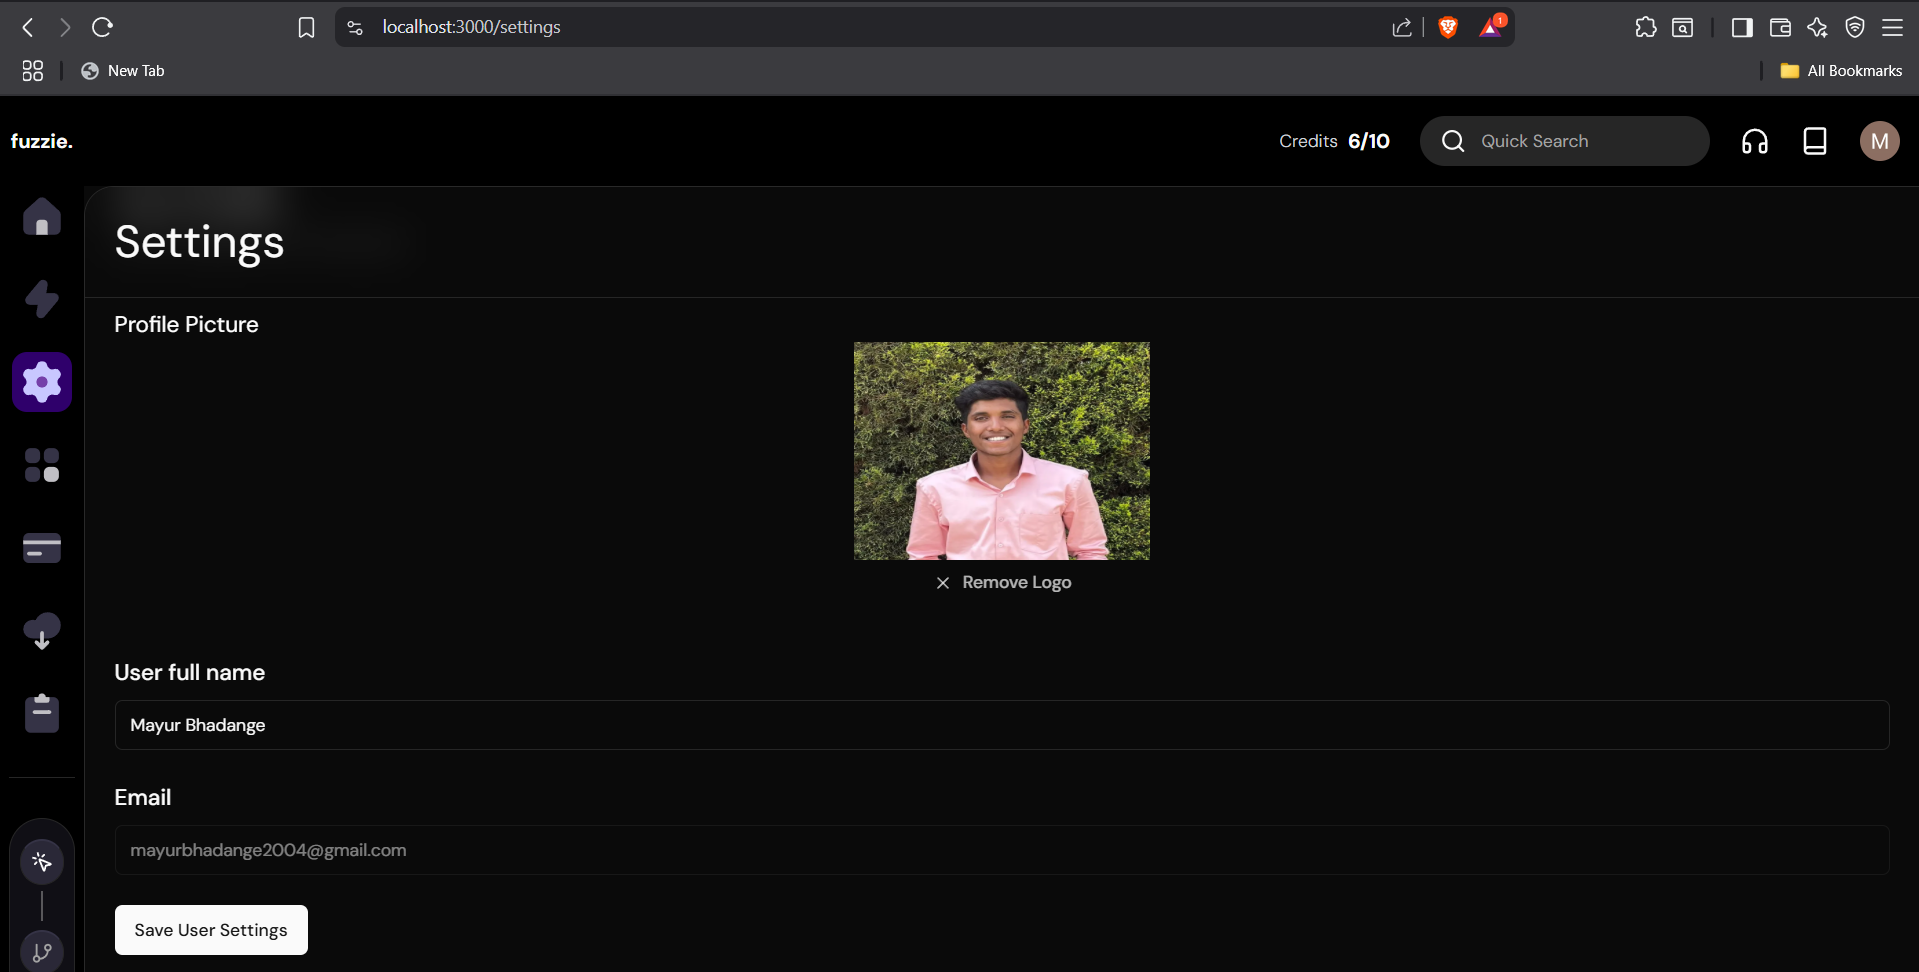 localhost:3000/settings
1
New Tab
All Bookmarks
fuzzie.
Credits 6/10
Quick Search
M
Settings
Profile Picture
Remove Logo
User full name
Mayur Bhadange
Email
mayurbhadange2004@gmail.com
Save User Settings